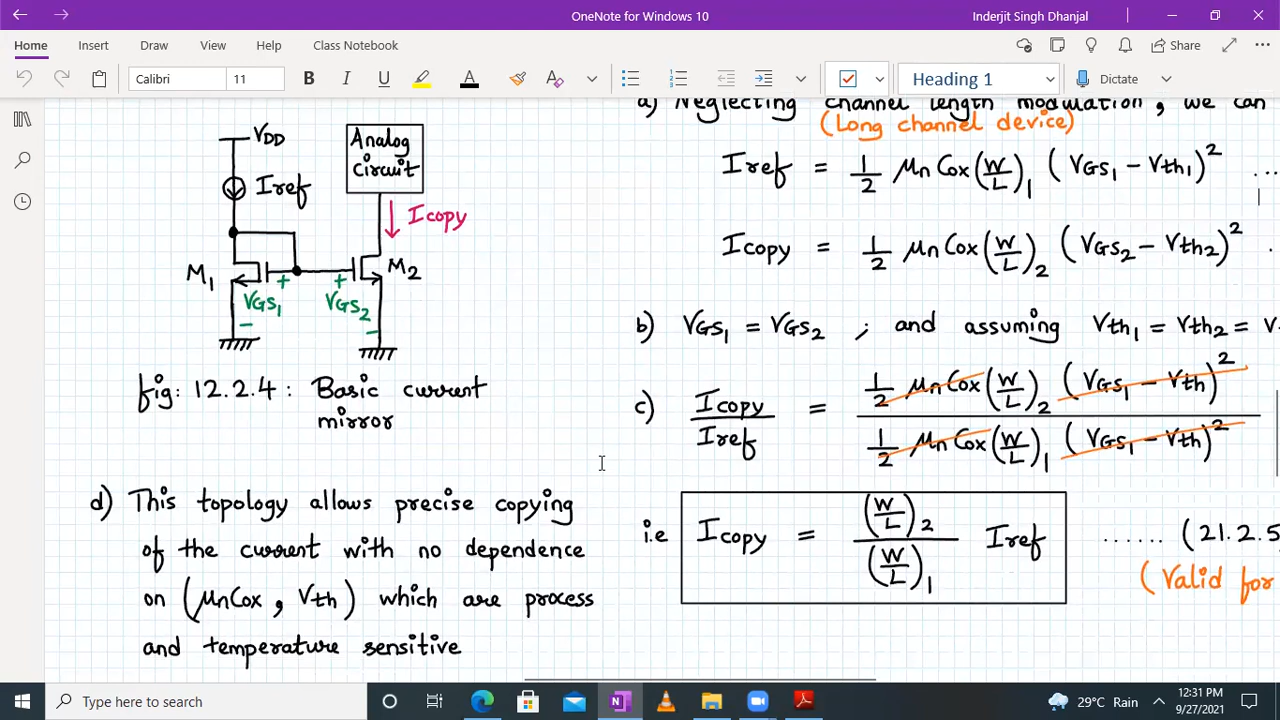 OneNote for Windows 10
Inderjit Singh Dhanjal
Home Insert Draw View Help Class Notebook
Share
Calibri 11 B I U A Heading 1 Dictate
VDD
Iref
Analog
Circuit
Icopy
M1
M2
VGS1
VGS2
+ +
- -
fig: 12.2.4 : Basic current
mirror
d) This topology allows precise copying
of the current with no dependence
on (μnCox, Vth) which are process
and temperature sensitive
a) Neglecting channel length modulation, we can
(Long channel device)
Iref = 1/2 μn Cox (W/L)1 (VGS1 - Vth1)^2 ...
Icopy = 1/2 μn Cox (W/L)2 (VGS2 - Vth2)^2 .
b) VGS1 = VGS2 ; and assuming Vth1 = Vth2 =
c) Icopy/Iref = 1/2 μn Cox (W/L)2 (VGS1 - Vth)^2 / 1/2 μn Cox (W/L)1 (VGS1 - Vth)^2
i.e Icopy = (W/L)2 / (W/L)1 Iref ...... (21.2.5
(Valid for
Type here to search
29°C Rain
12:31 PM
9/27/2021